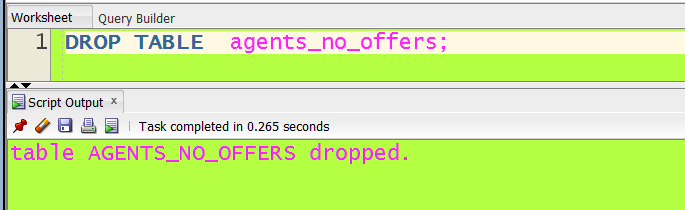 Worksheet Query Builder
1 DROP TABLE agents_no_offers;
Script Output x
Task completed in 0.265 seconds
table AGENTS_NO_OFFERS dropped.